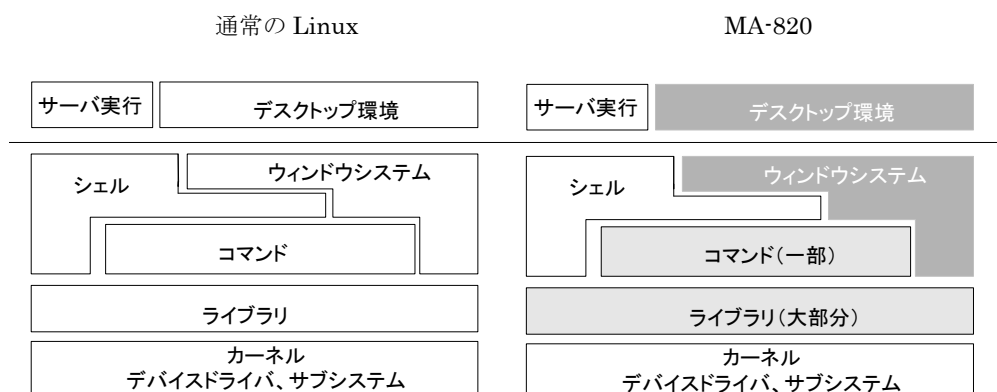 通常の Linux
MA-820
サーバ実行
デスクトップ環境
サーバ実行
デスクトップ環境
シェル
ウィンドウシステム
シェル
ウィンドウシステム
コマンド
コマンド(一部)
ライブラリ
ライブラリ(大部分)
カーネル
デバイスドライバ、サブシステム
カーネル
デバイスドライバ、サブシステム